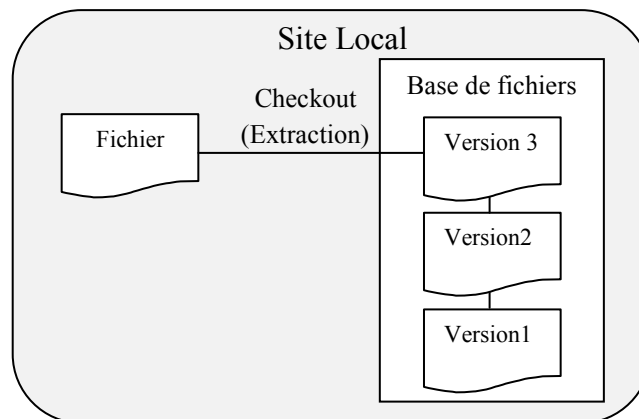 Site Local
Base de fichiers
Checkout
(Extraction)
Fichier
Version 3
Version2
Version1